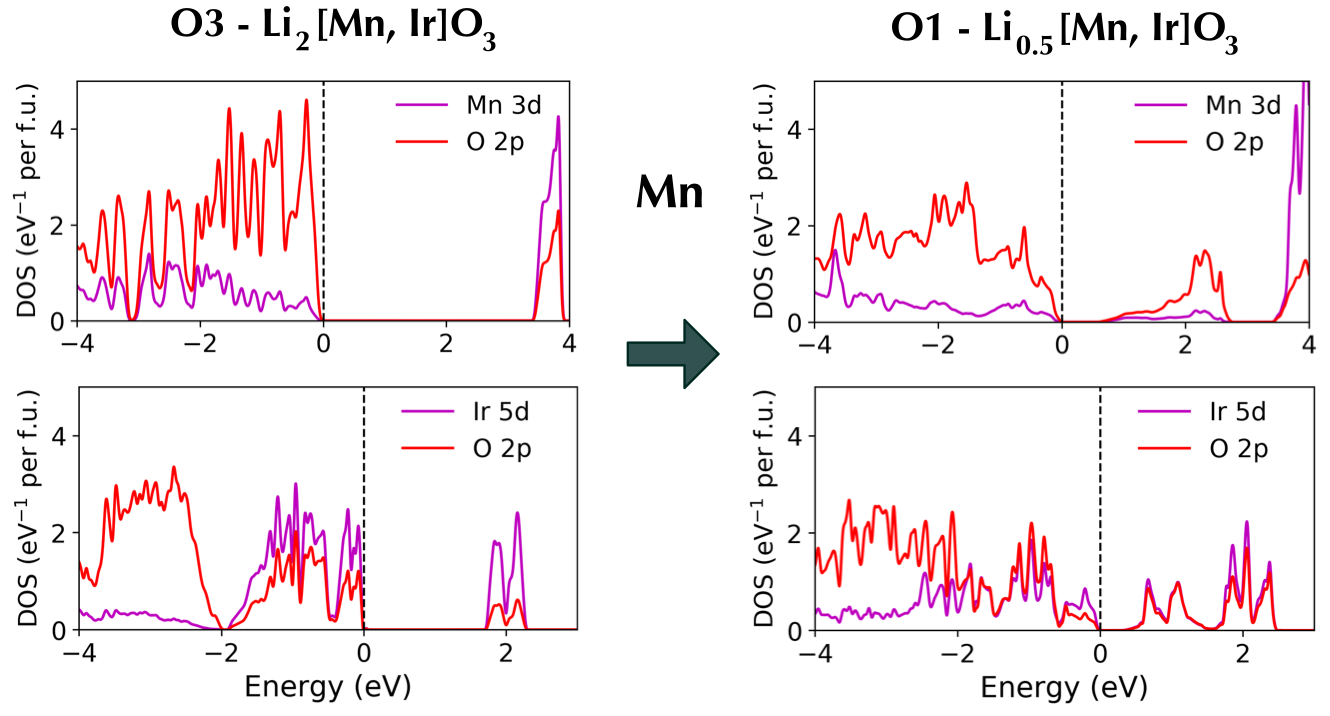 O3 - Li2[Mn, Ir]O3
O1 - Li0.5[Mn, Ir]O3
DOS (eV−1 per f.u.)
4
2
0
Mn 3d
O 2p
−4 −2 0 2 4
Mn
DOS (eV−1 per f.u.)
4
2
0
Mn 3d
O 2p
−4 −2 0 2 4
DOS (eV−1 per f.u.)
4
2
0
Ir 5d
O 2p
−4 −2 0 2
Energy (eV)
DOS (eV−1 per f.u.)
4
2
0
Ir 5d
O 2p
−4 −2 0 2
Energy (eV)